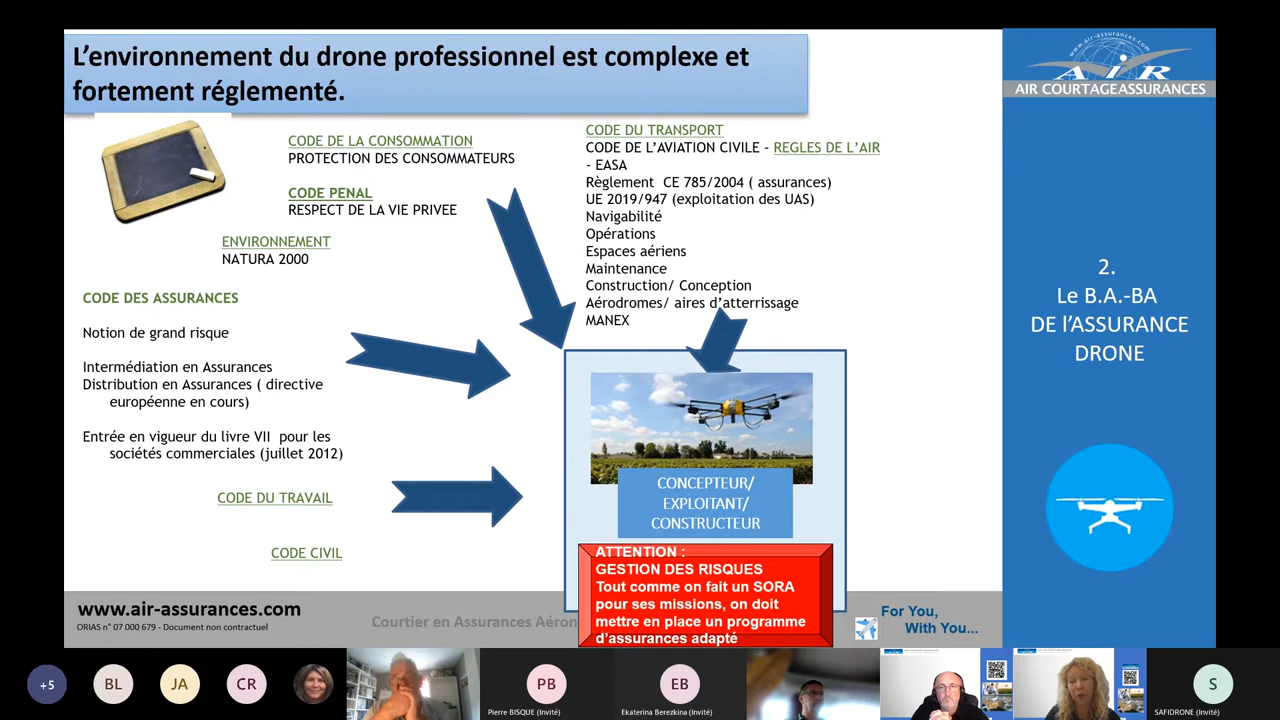 L'environnement du drone professionnel est complexe et
fortement réglementé.
www.air-assurances.com
AIR
AIR COURTAGEASSURANCES
CODE DE LA CONSOMMATION
PROTECTION DES CONSOMMATEURS
CODE PENAL
RESPECT DE LA VIE PRIVEE
ENVIRONNEMENT
NATURA 2000
CODE DES ASSURANCES
Notion de grand risque
Intermédiation en Assurances
Distribution en Assurances ( directive
européenne en cours)
Entrée en vigueur du livre VII pour les
sociétés commerciales (juillet 2012)
CODE DU TRAVAIL
CODE CIVIL
CODE DU TRANSPORT
CODE DE L'AVIATION CIVILE - REGLES DE L'AIR
- EASA
Règlement CE 785/2004 ( assurances)
UE 2019/947 (exploitation des UAS)
Navigabilité
Opérations
Espaces aériens
Maintenance
Construction/ Conception
Aérodromes/ aires d'atterrissage
MANEX
CONCEPTEUR/
EXPLOITANT/
CONSTRUCTEUR
ATTENTION :
GESTION DES RISQUES
Tout comme on fait un SORA
pour ses missions, on doit
mettre en place un programme
d'assurances adapté
2.
Le B.A.-BA
DE l'ASSURANCE
DRONE
www.air-assurances.com
ORIAS n° 07 000 679 - Document non contractuel
Courtier en Assurances Aéron
For You,
With You...
+5
BL
JA
CR
PB
Pierre BISQUE (Invité)
EB
Ekaterina Berezkina (Invité)
S
SAFIDRONE (Invité)